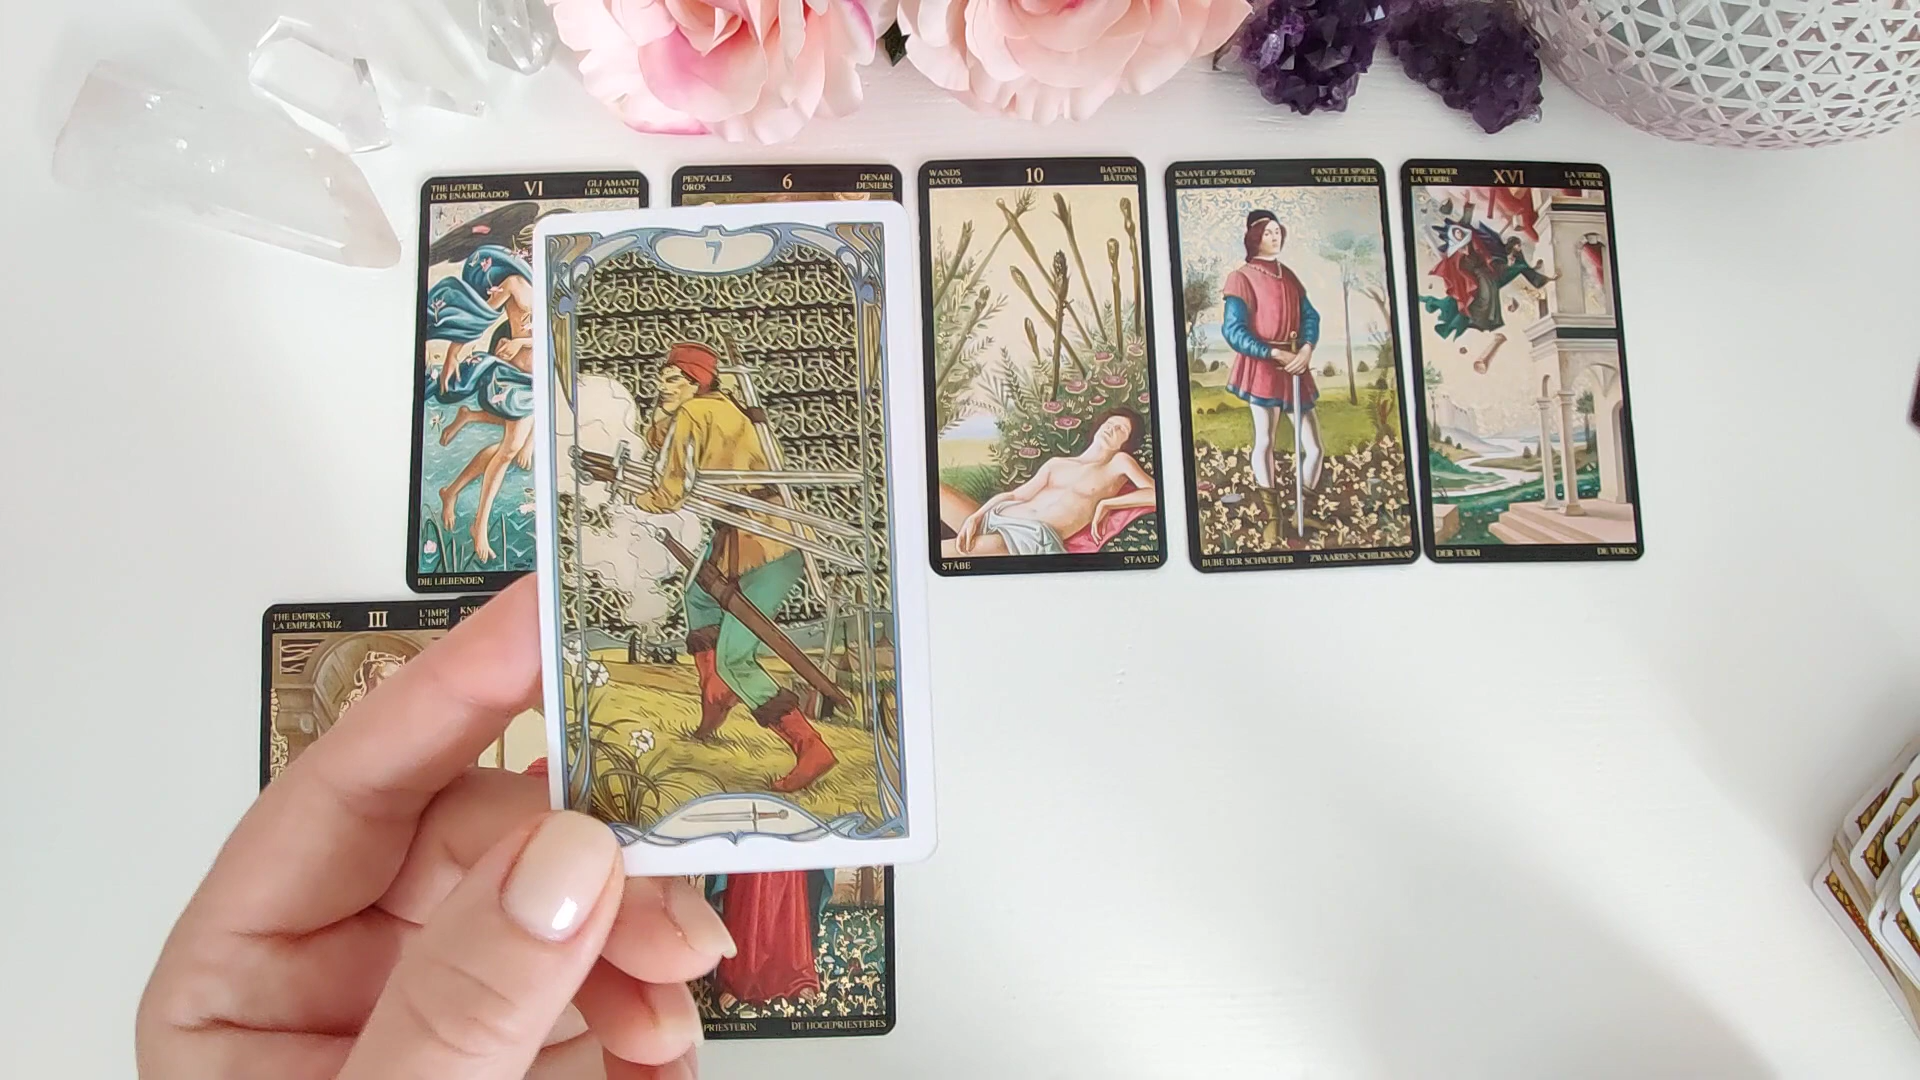 THE LOVERS VI GLI AMANTI
LOS ENAMORADOS LES AMANTS
DIE LIEBENDEN
PENTACLES 6 DENARI
OROS DENIERS
WANDS 10 BASTONI
BASTOS BÂTONS
STÄBE STAVEN
KNAVE OF SWORDS FANTE DI SPADE
SOTA DE ESPADAS VALET D'ÉPÉES
BUBE DER SCHWERTER ZWAARDEN SCHILDKNAAP
THE TOWER XVI LA TORRE
LA TORRE LA TOUR
DER TURM DE TOREN
7
THE EMPRESS III L'IMPE
LA EMPERATRIZ L'IMP
KNI
PRIESTERIN DE HOGEPRIESTERES